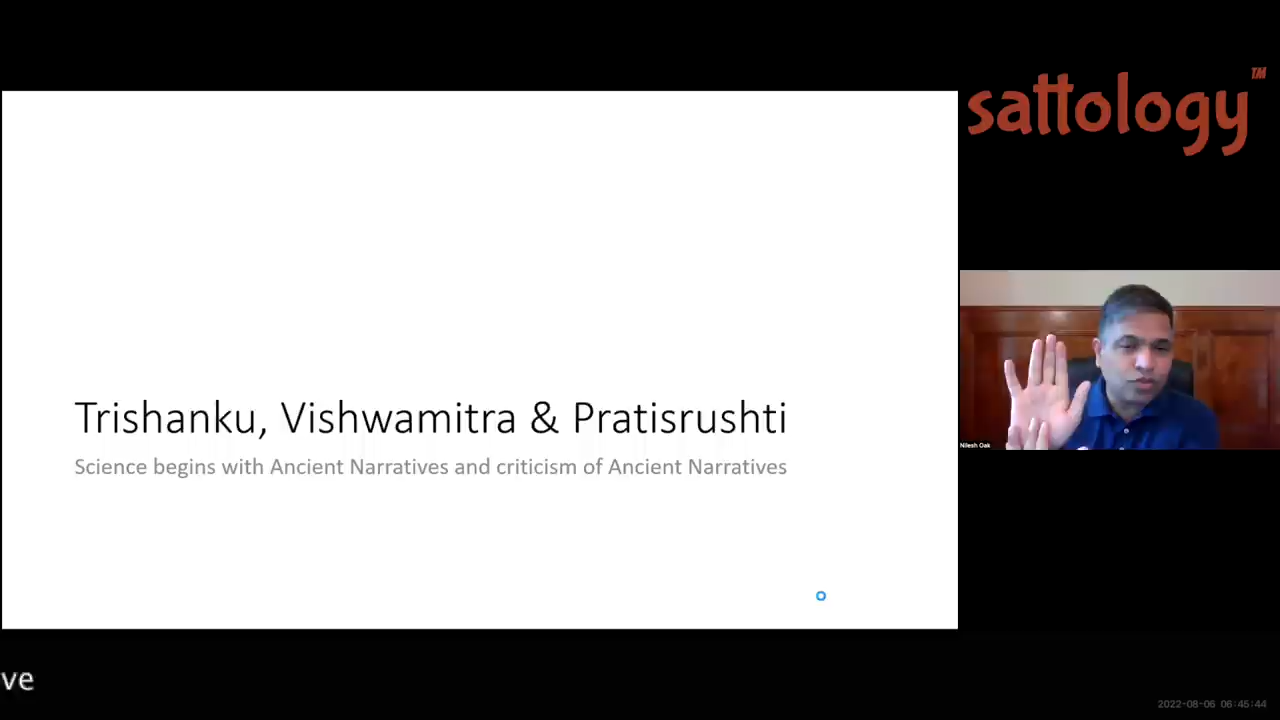 sattology™
Trishanku, Vishwamitra & Pratisrushti
Science begins with Ancient Narratives and criticism of Ancient Narratives
Nilesh Oak
ve
2022-08-06 06:45:44